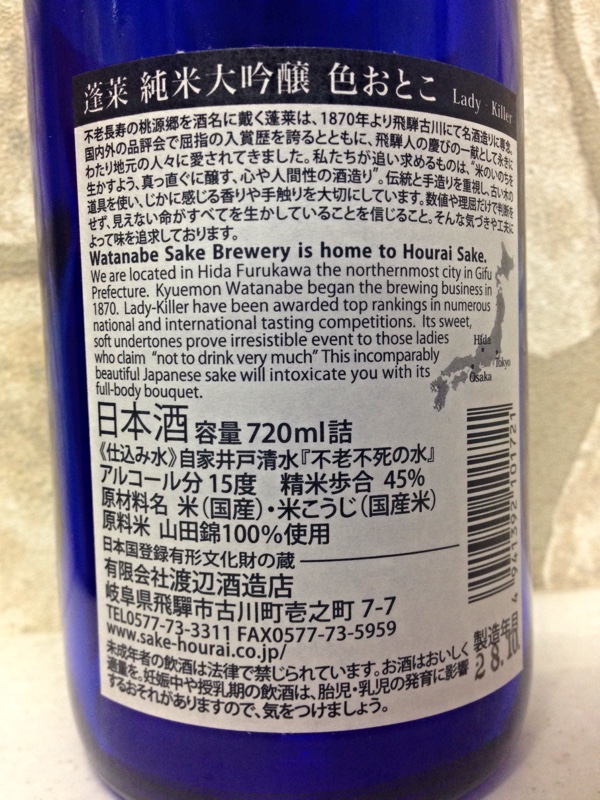 蓬莱 純米大吟醸 色おとこ Lady - Killer
不老長寿の桃源郷を酒名に戴く蓬莱は、1870年より飛騨古川にて名酒造りに専念。
国内外の品評会で屈指の入賞歴を誇るとともに、飛騨人の慶びの一献として永きに
わたり地元の人々に愛されてきました。私たちが追い求めるものは、“米のいのちを
生かすよう、真っ直ぐに醸す、心や人間性の酒造り”。伝統と手造りを重視し、古い木の
道具を使い、じかに感じる香りや手触りを大切にしています。数値や理屈だけで判断を
せず、見えない命がすべてを生かしていることを信じること。そんな気づきや工夫に
よって味を追求しております。
Watanabe Sake Brewery is home to Hourai Sake.
We are located in Hida Furukawa the northernmost city in Gifu
Prefecture. Kyuemon Watanabe began the brewing business in
1870. Lady-Killer have been awarded top rankings in numerous
national and international tasting competitions. Its sweet,
soft undertones prove irresistible event to those ladies
who claim “not to drink very much” This incomparably
beautiful Japanese sake will intoxicate you with its
full-body bouquet.
Hida
Tokyo
Osaka
日本酒 容量 720ml詰
《仕込み水》自家井戸清水『不老不死の水』
アルコール分 15度 精米歩合 45%
原材料名 米(国産)・米こうじ(国産米)
原料米 山田錦100%使用
日本国登録有形文化財の蔵
有限会社渡辺酒造店
岐阜県飛騨市古川町壱之町 7-7
TEL0577-73-3311 FAX0577-73-5959
www.sake-hourai.co.jp/
未成年者の飲酒は法律で禁じられています。お酒はおいしく
適量を。妊娠中や授乳期の飲酒は、胎児・乳児の発育に影響
するおそれがありますので、気をつけましょう。
4 941392 101721
製造年月
28.10.